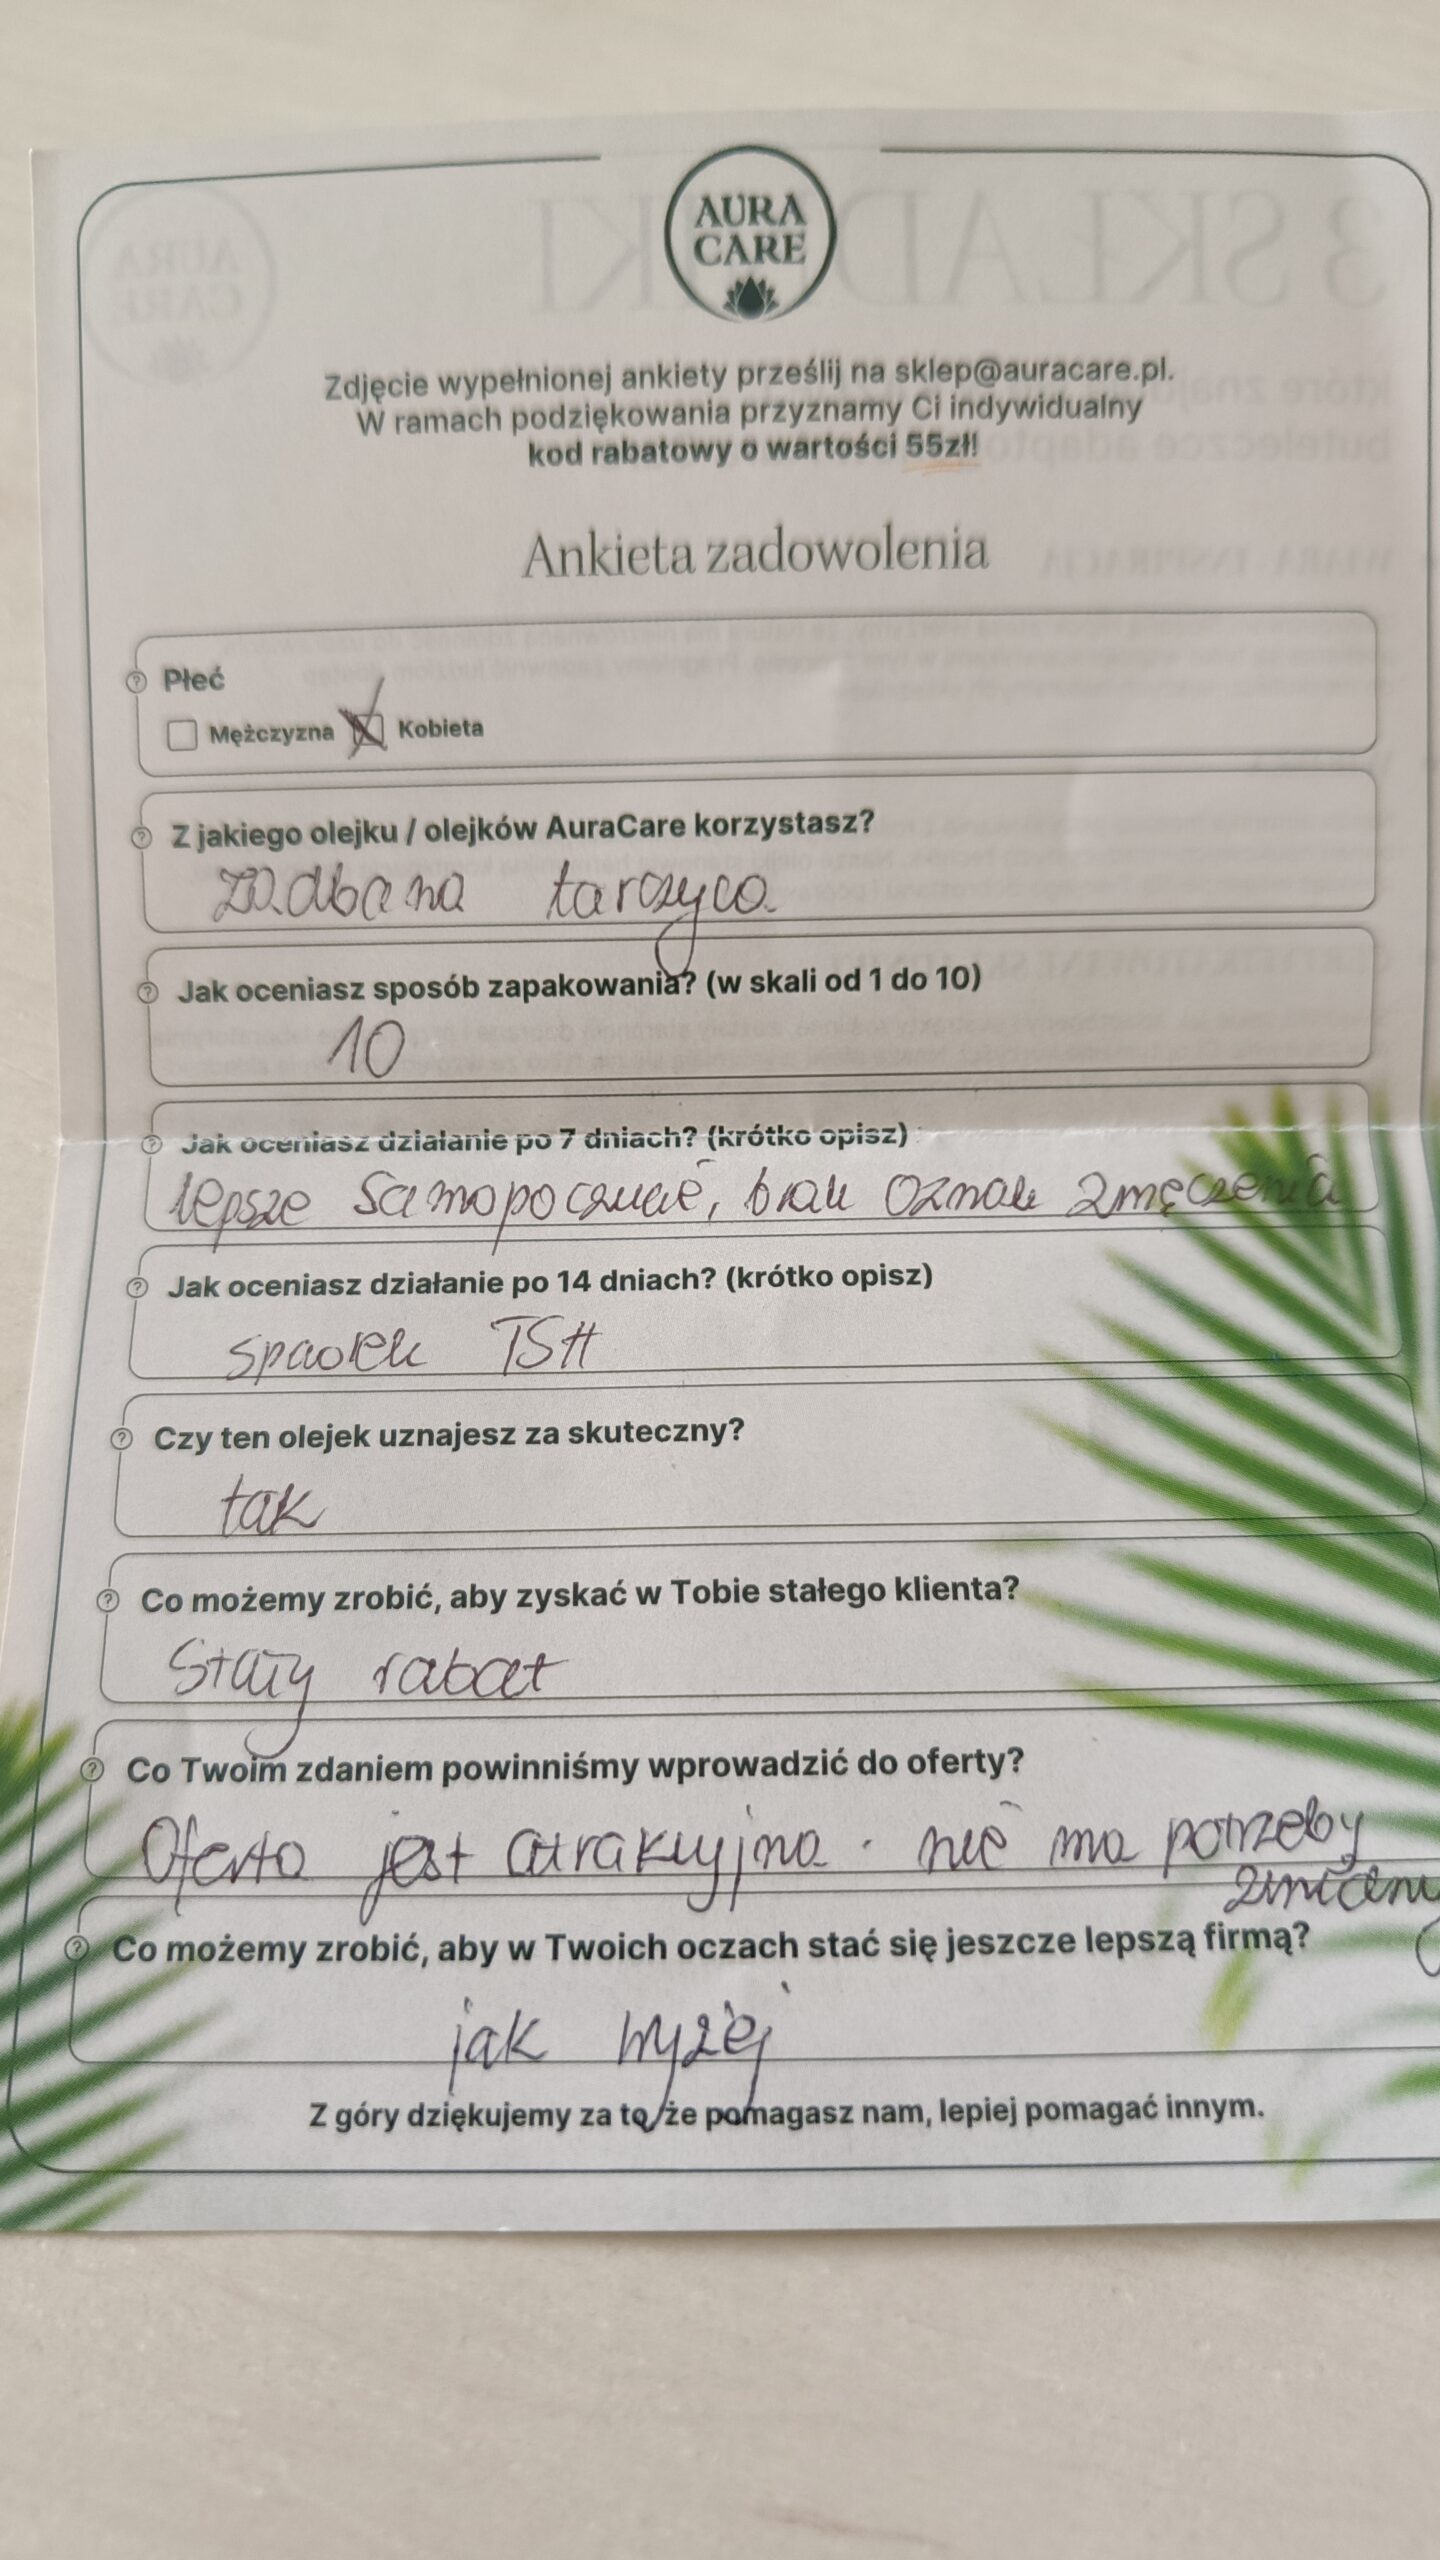 AURA
CARE
Zdjęcie wypełnionej ankiety prześlij na sklep@auracare.pl.
W ramach podziękowania przyznamy Ci indywidualny
kod rabatowy o wartości 55zł!
Ankieta zadowolenia
Płeć
Mężczyzna Kobieta
Z jakiego olejku / olejków AuraCare korzystasz?
zadbana tarczyca
Jak oceniasz sposób zapakowania? (w skali od 1 do 10)
10
Jak oceniasz działanie po 7 dniach? (krótko opisz)
lepsze samopoczucie, brak oznak zmęczenia
Jak oceniasz działanie po 14 dniach? (krótko opisz)
spadek TSH
Czy ten olejek uznajesz za skuteczny?
tak
Co możemy zrobić, aby zyskać w Tobie stałego klienta?
Stały rabat
Co Twoim zdaniem powinniśmy wprowadzić do oferty?
Oferta jest atrakcyjna. nie ma potrzeby
zmiany
Co możemy zrobić, aby w Twoich oczach stać się jeszcze lepszą firmą?
jak wyżej
Z góry dziękujemy za to, że pomagasz nam, lepiej pomagać innym.